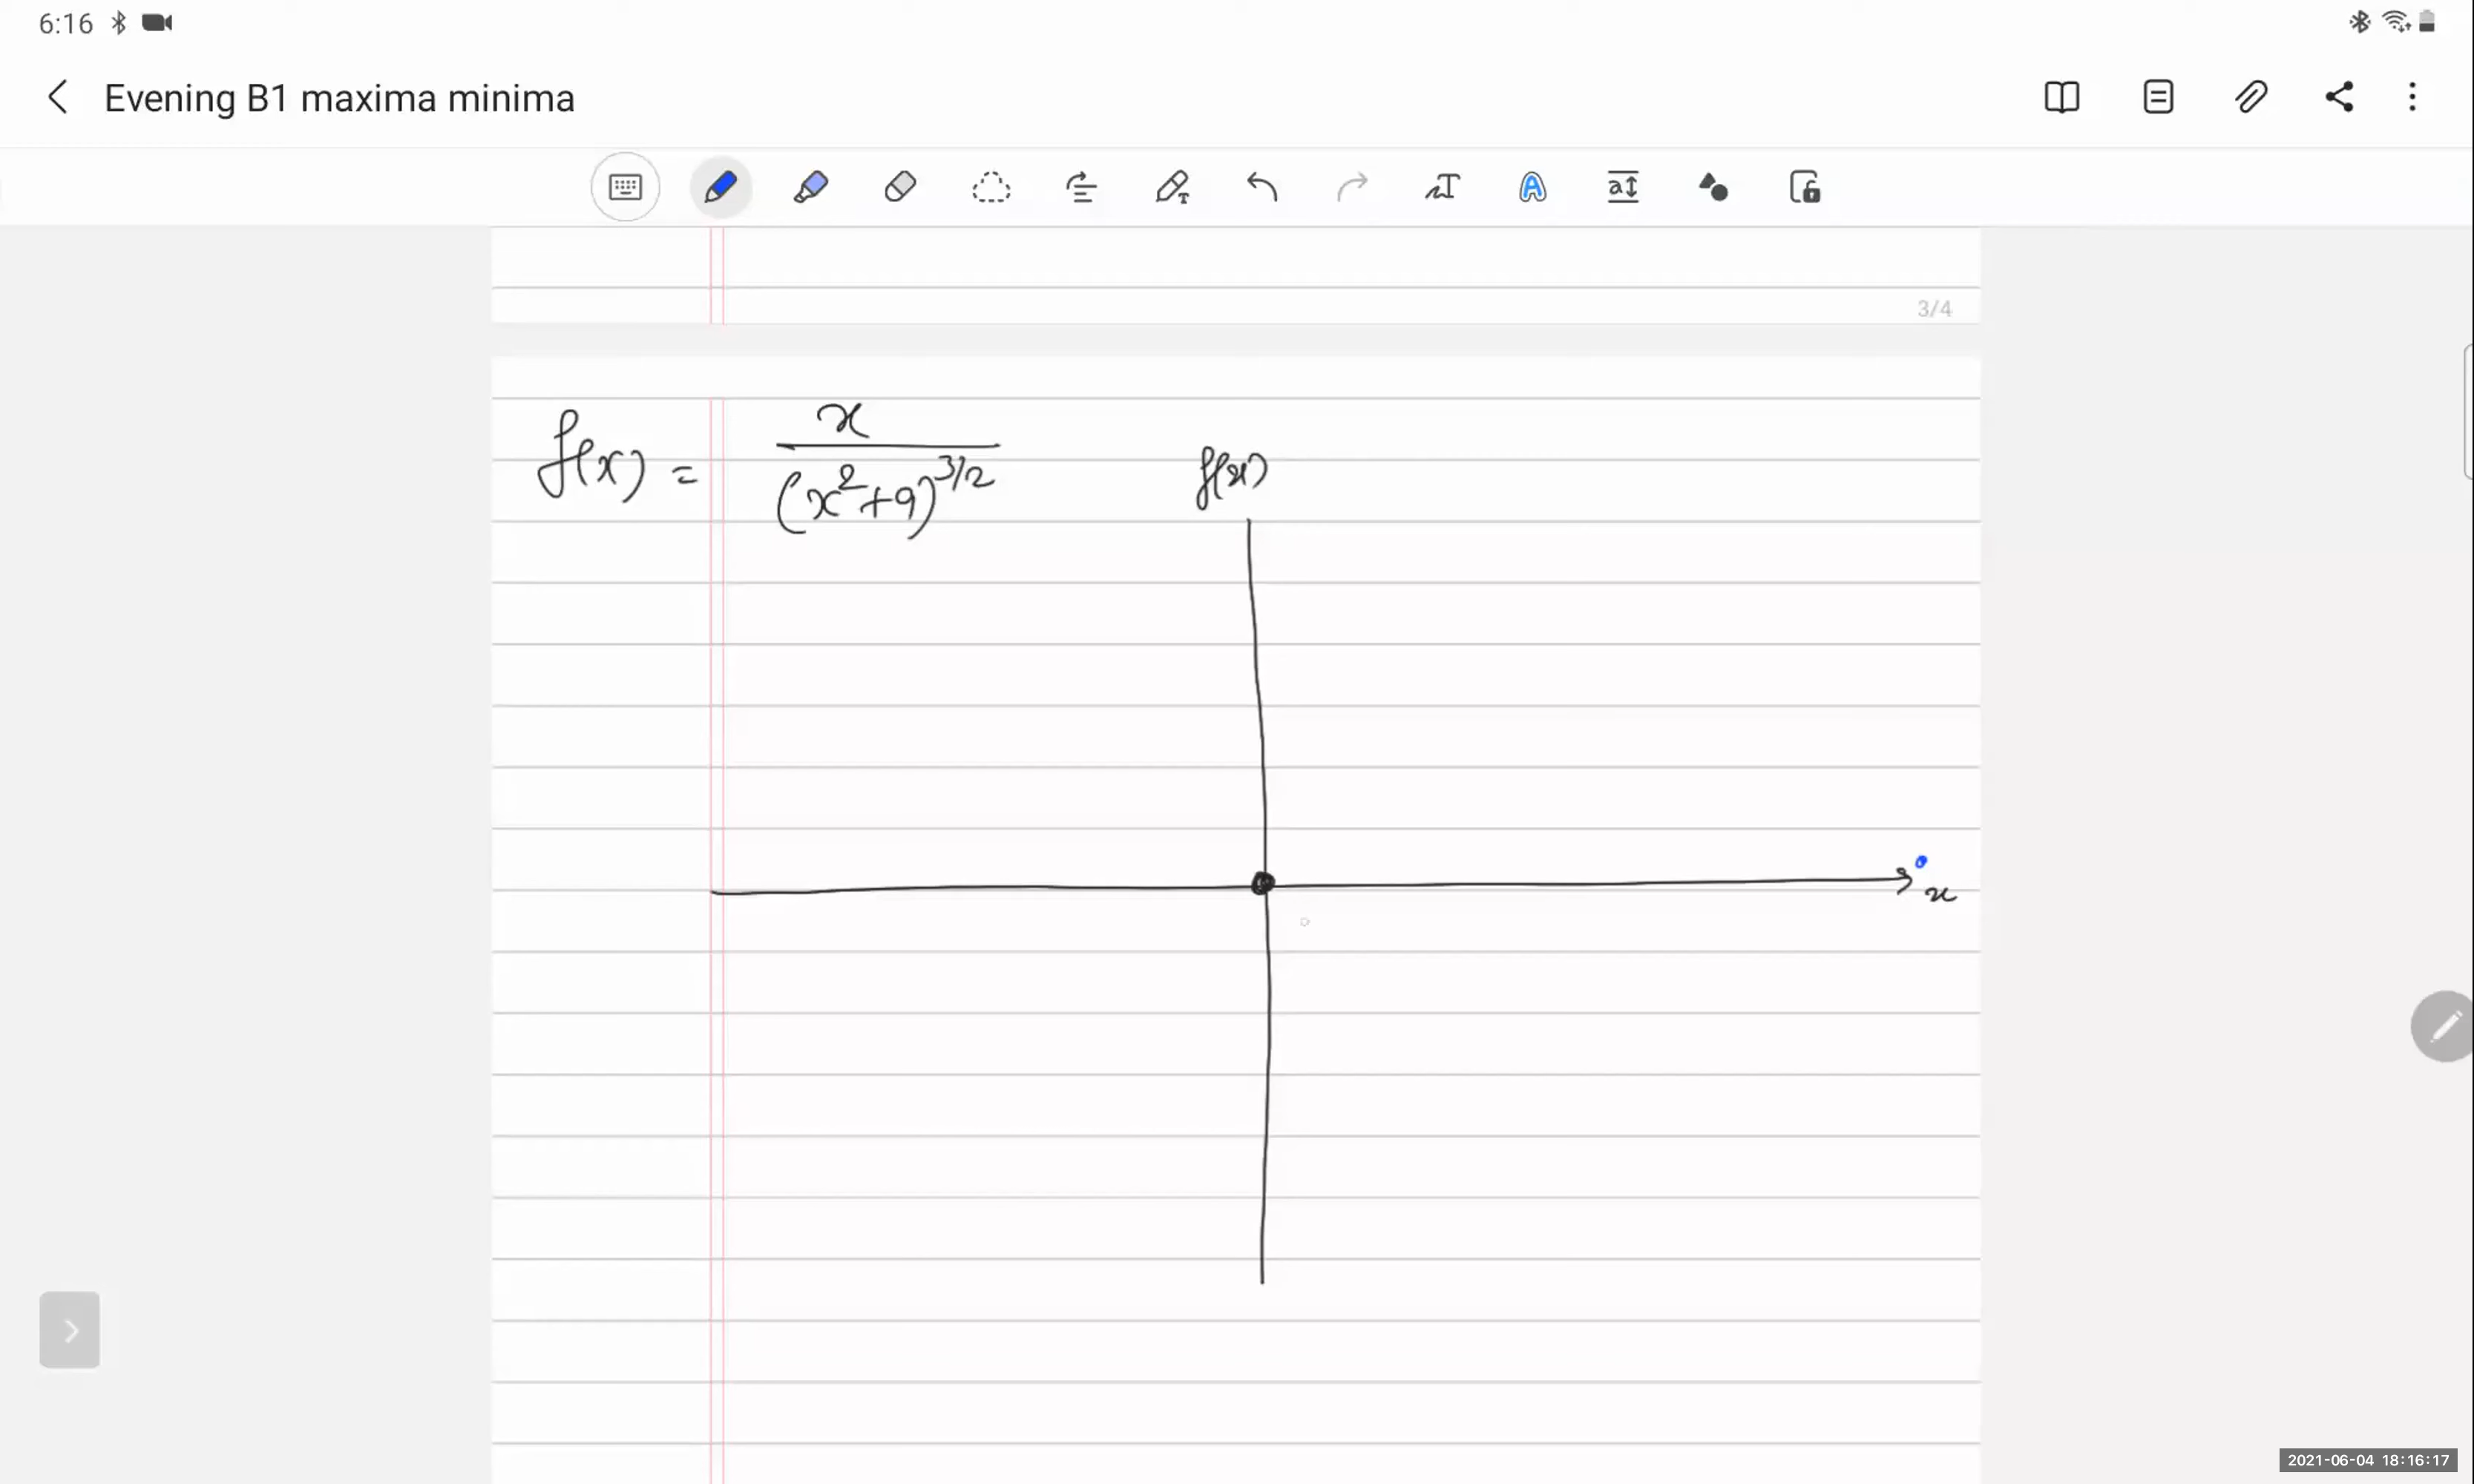 6:16
Evening B1 maxima minima
3/4
f(x) = x / (x²+9)^3/2
f(x)
x
2021-06-04 18:16:17